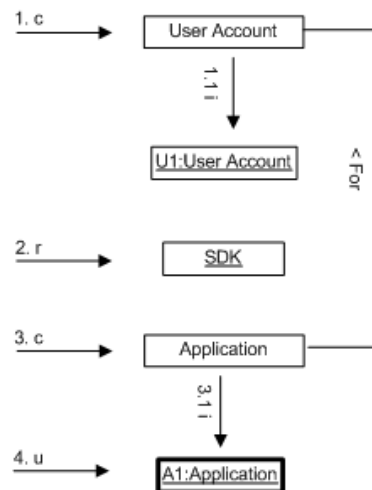 1. c
User Account
1.1 i
U1:User Account
< For
2. r
SDK
3. c
Application
3.1 i
4. u
A1:Application